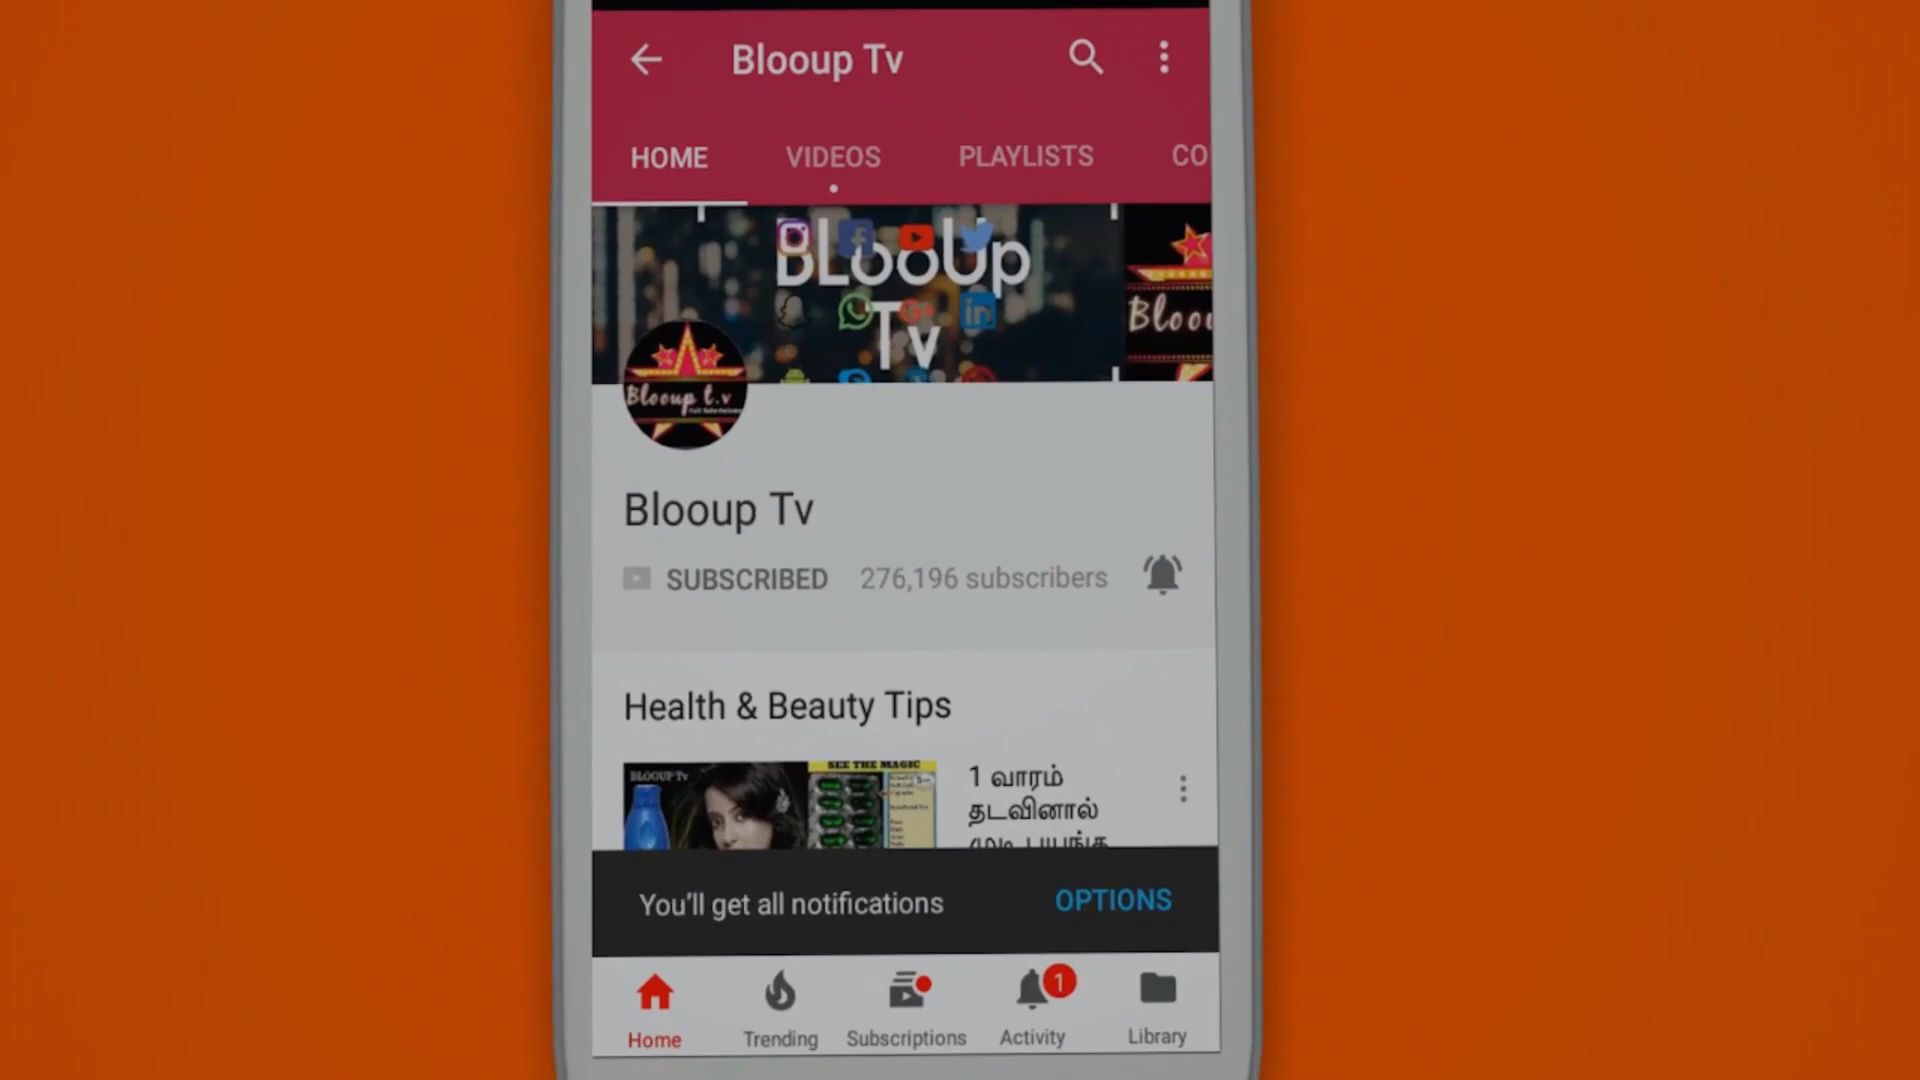 Blooup Tv
HOME VIDEOS PLAYLISTS CO
BLooUp
Tv
Bloou
Blooup t.v
Blooup Tv
SUBSCRIBED 276,196 subscribers
Health & Beauty Tips
BLOOUP Tv
SEE THE MAGIC
1 வாரம்
தடவினால்
You'll get all notifications OPTIONS
1
Home Trending Subscriptions Activity Library